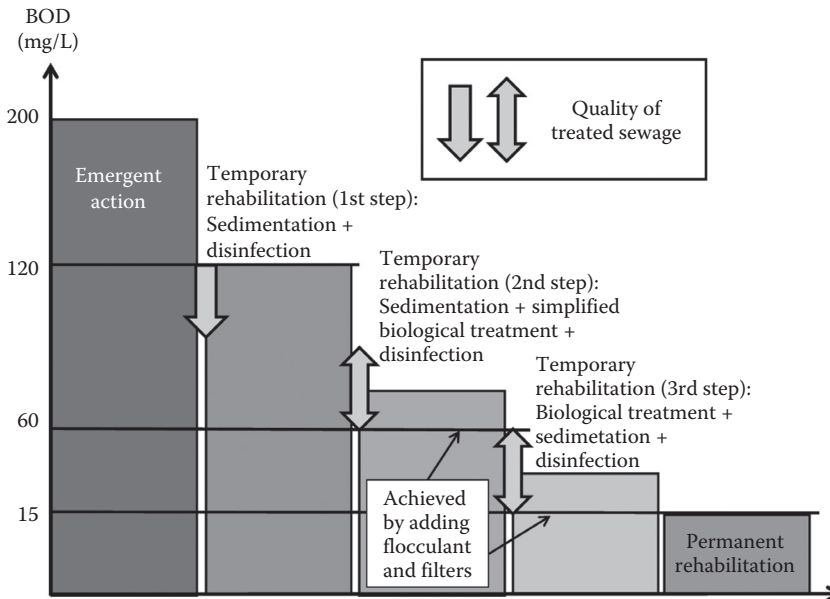 BOD
(mg/L)
200
120
60
15
Emergent
action
Temporary
rehabilitation (1st step):
Sedimentation +
disinfection
Temporary
rehabilitation (2nd step):
Sedimentation + simplified
biological treatment +
disinfection
Temporary
rehabilitation (3rd step):
Biological treatment +
sedimetation +
disinfection
Quality of
treated sewage
Achieved
by adding
flocculant
and filters
Permanent
rehabilitation